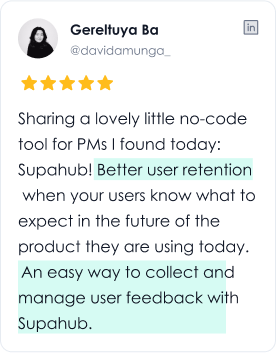 Gereltuya Ba
in
@davidamunga_
Sharing a lovely little no-code
tool for PMs I found today:
Supahub! Better user retention
when your users know what to
expect in the future of the
product they are using today.
An easy way to collect and
manage user feedback with
Supahub.